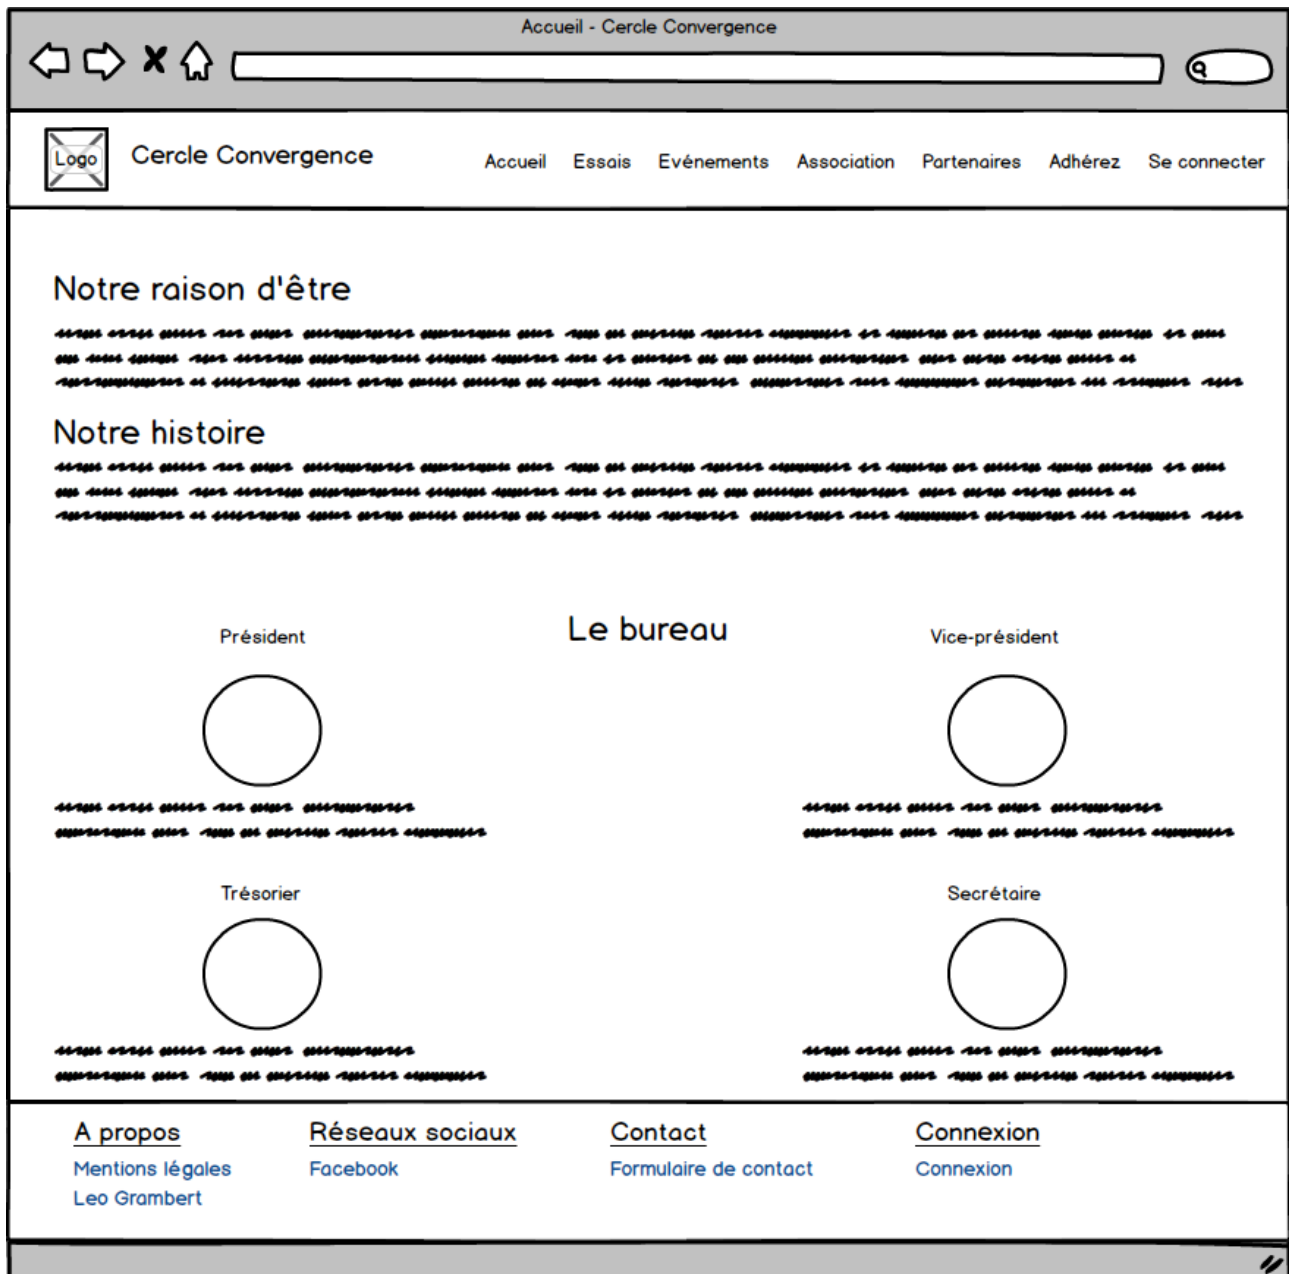 Accueil - Cercle Convergence
Logo
Cercle Convergence
Accueil Essais Evénements Association Partenaires Adhérez Se connecter
Notre raison d'être
Notre histoire
Le bureau
Président
Vice-président
Trésorier
Secrétaire
A propos
Mentions légales
Leo Grambert
Réseaux sociaux
Facebook
Contact
Formulaire de contact
Connexion
Connexion